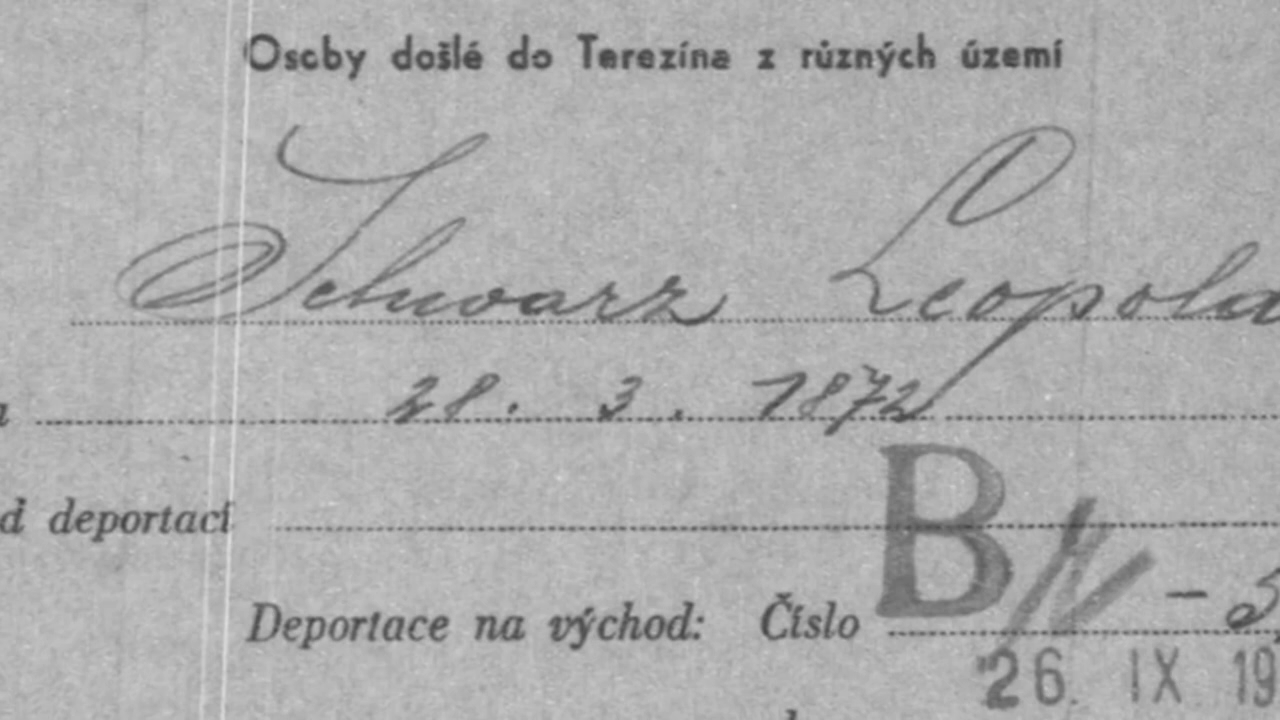 Osoby došlé do Terezína z různých území
Schwarz Leopold
28. 3. 1872
deportací
Deportace na východ: Číslo B
26. IX 19